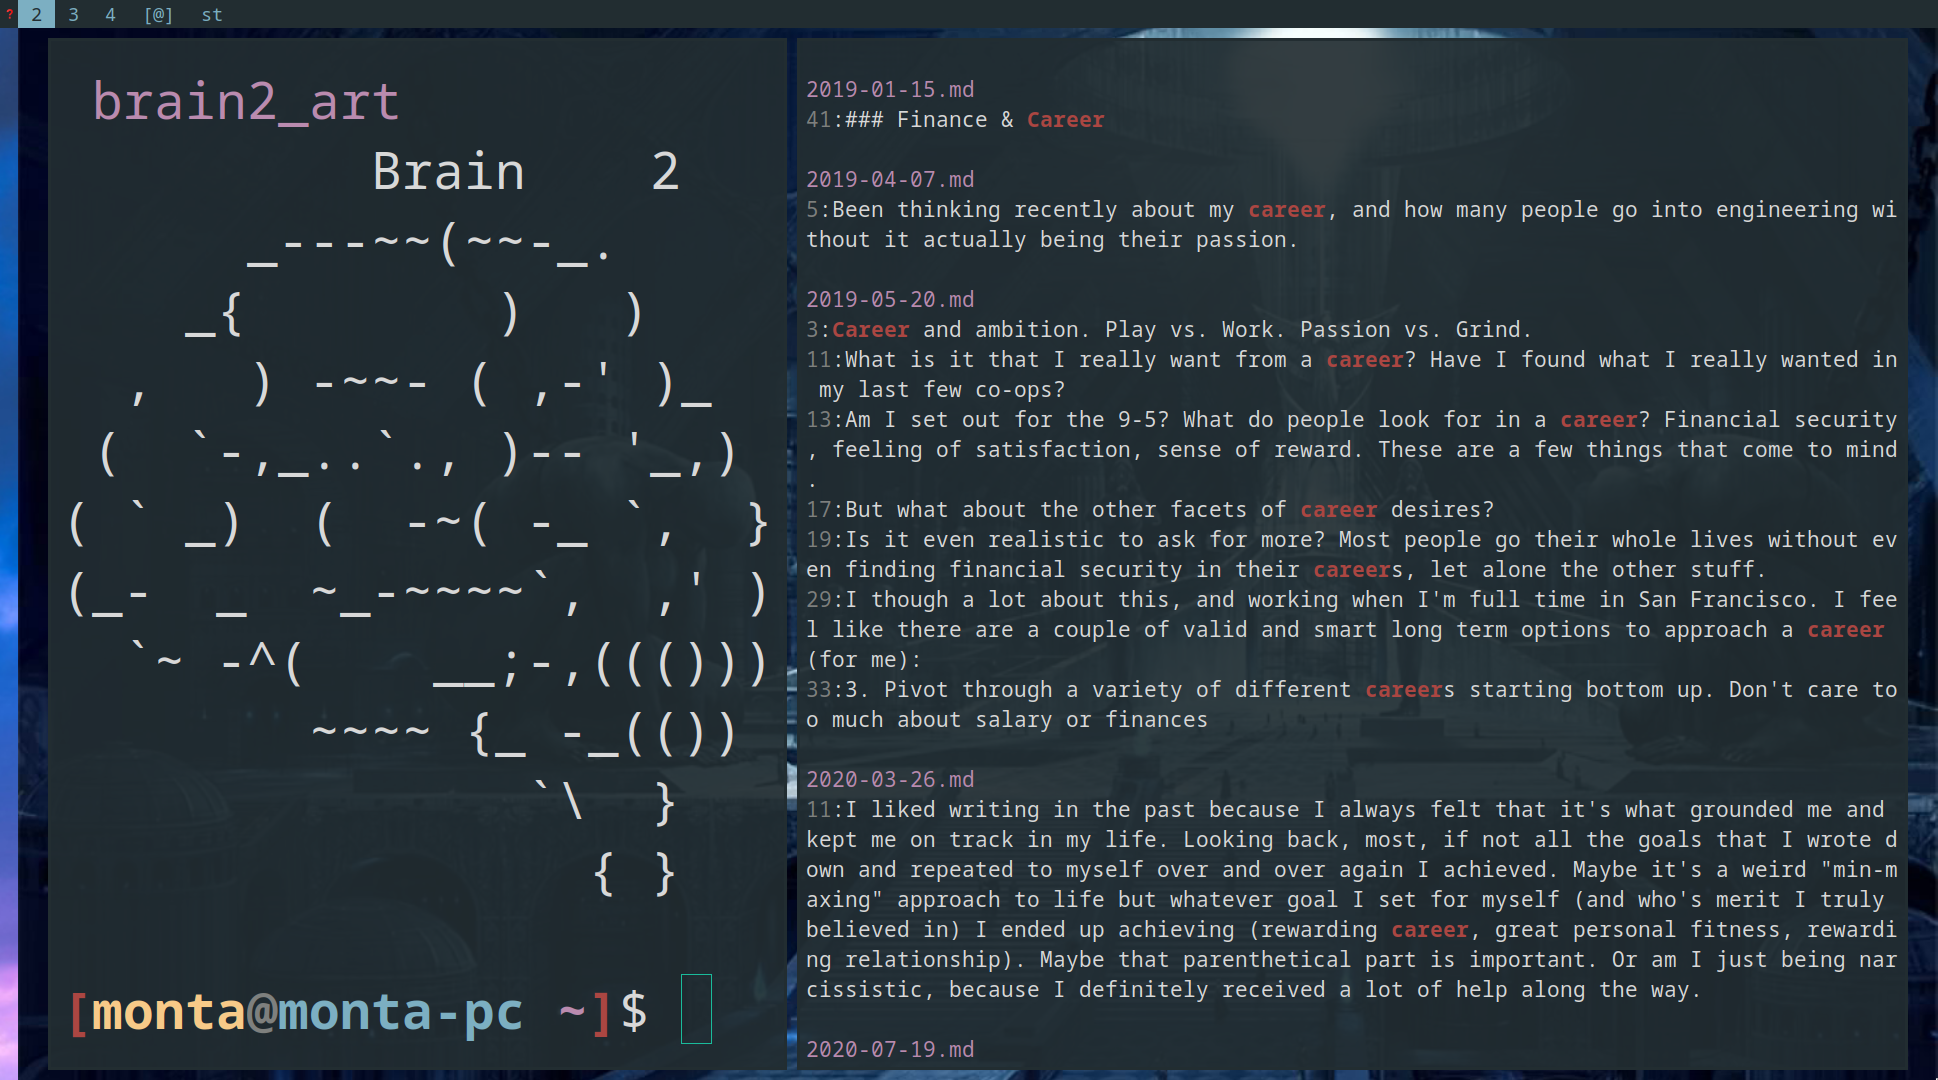 ? 2 3 4 [@] st
brain2_art
Brain    2
_---~~(~~-_.
_{        )   )
,   ) -~~- ( ,-' )_
(  `-,_..`., )-- '_,)
( ` _)  (  -~( -_ `,  }
(_-  _  ~_-~~~~`,  ,' )
`~ -^(    __;-,((()))
~~~~ {_ -_(())
`\  }
{ }
[monta@monta-pc ~]$
2019-01-15.md
41:### Finance & Career
2019-04-07.md
5:Been thinking recently about my career, and how many people go into engineering wi
thout it actually being their passion.
2019-05-20.md
3:Career and ambition. Play vs. Work. Passion vs. Grind.
11:What is it that I really want from a career? Have I found what I really wanted in
my last few co-ops?
13:Am I set out for the 9-5? What do people look for in a career? Financial security
, feeling of satisfaction, sense of reward. These are a few things that come to mind
.
17:But what about the other facets of career desires?
19:Is it even realistic to ask for more? Most people go their whole lives without ev
en finding financial security in their careers, let alone the other stuff.
29:I though a lot about this, and working when I'm full time in San Francisco. I fee
l like there are a couple of valid and smart long term options to approach a career
(for me):
33:3. Pivot through a variety of different careers starting bottom up. Don't care to
o much about salary or finances
2020-03-26.md
11:I liked writing in the past because I always felt that it's what grounded me and
kept me on track in my life. Looking back, most, if not all the goals that I wrote d
own and repeated to myself over and over again I achieved. Maybe it's a weird "min-m
axing" approach to life but whatever goal I set for myself (and who's merit I truly
believed in) I ended up achieving (rewarding career, great personal fitness, rewardi
ng relationship). Maybe that parenthetical part is important. Or am I just being nar
cissistic, because I definitely received a lot of help along the way.
2020-07-19.md